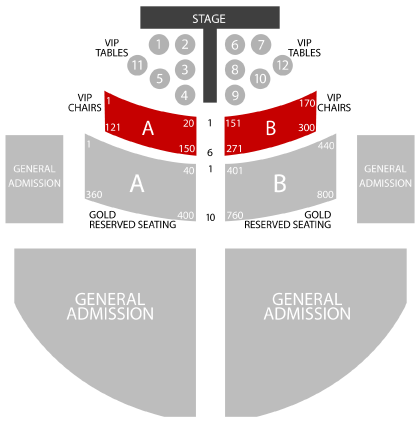 STAGE
VIP
TABLES
1 2 6 7
VIP
TABLES
11 3 8 12
5 10
4 9
VIP
CHAIRS
1 170
VIP
CHAIRS
A B
121 20 1 151 300
150 6 271
1 440
GENERAL
ADMISSION
40 1 401
GENERAL
ADMISSION
A B
360 800
400 10 760
GOLD
RESERVED SEATING
GOLD
RESERVED SEATING
GENERAL
ADMISSION
GENERAL
ADMISSION